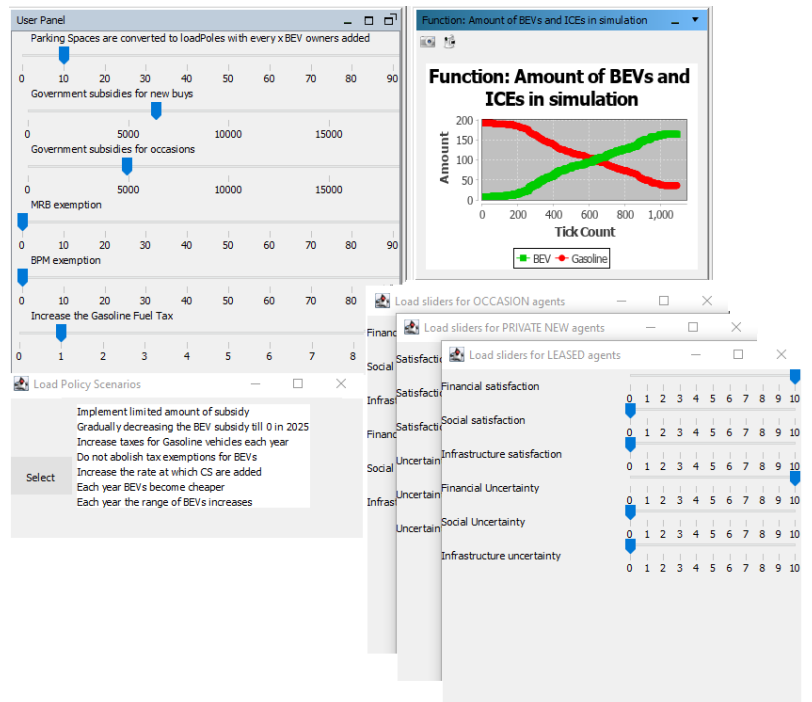 User Panel
Parking Spaces are converted to loadPoles with every x BEV owners added
0 10 20 30 40 50 60 70 80 90
Government subsidies for new buys
0 5000 10000 15000
Government subsidies for occasions
0 5000 10000 15000
MRB exemption
0 10 20 30 40 50 60 70 80 90
BPM exemption
0 10 20 30 40 50 60 70 80
Increase the Gasoline Fuel Tax
0 1 2 3 4 5 6 7 8
Function: Amount of BEVs and ICEs in simulation
Function: Amount of BEVs and
ICEs in simulation
Amount
200
150
100
50
0
0 200 400 600 800 1,000
Tick Count
BEV Gasoline
Load Policy Scenarios
Select
Implement limited amount of subsidy
Gradually decreasing the BEV subsidy till 0 in 2025
Increase taxes for Gasoline vehicles each year
Do not abolish tax exemptions for BEVs
Increase the rate at which CS are added
Each year BEVs become cheaper
Each year the range of BEVs increases
Load sliders for OCCASION agents
Financ
Social
Infras
Financ
Social
Infras
Load sliders for PRIVATE NEW agents
Satisfactio
Satisfactio
Satisfactio
Uncertain
Uncertain
Uncertain
Load sliders for LEASED agents
Financial satisfaction
0 1 2 3 4 5 6 7 8 9 10
Social satisfaction
0 1 2 3 4 5 6 7 8 9 10
Infrastructure satisfaction
0 1 2 3 4 5 6 7 8 9 10
Financial Uncertainty
0 1 2 3 4 5 6 7 8 9 10
Social Uncertainty
0 1 2 3 4 5 6 7 8 9 10
Infrastructure uncertainty
0 1 2 3 4 5 6 7 8 9 10